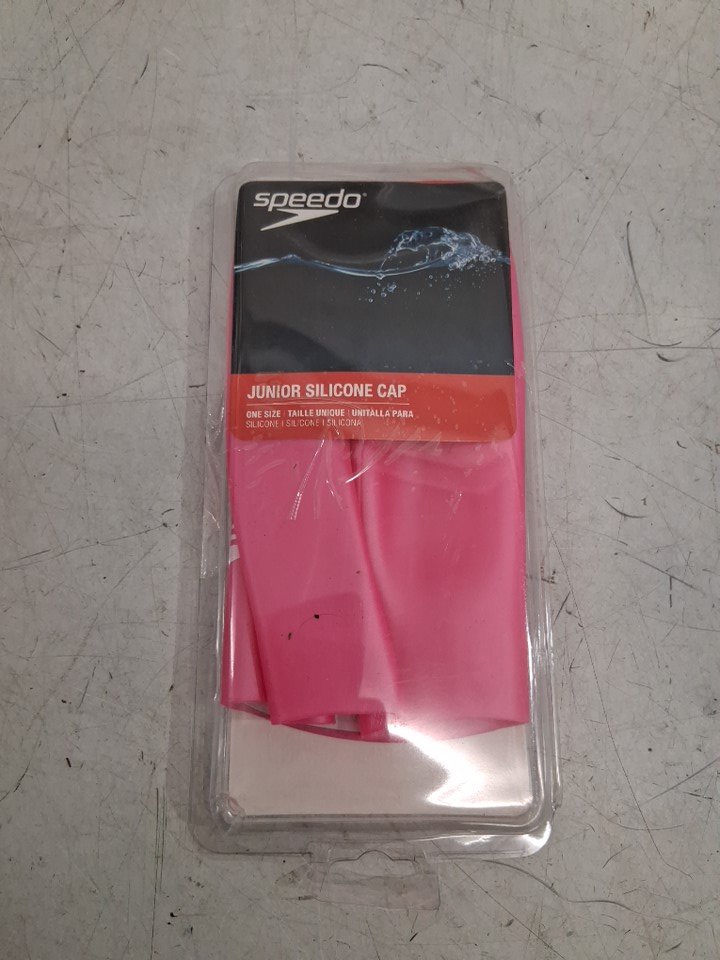 speedo
JUNIOR SILICONE CAP
ONE SIZE | TAILLE UNIQUE | UNITALLA PARA
SILICONE | SILICONE | SILICONA